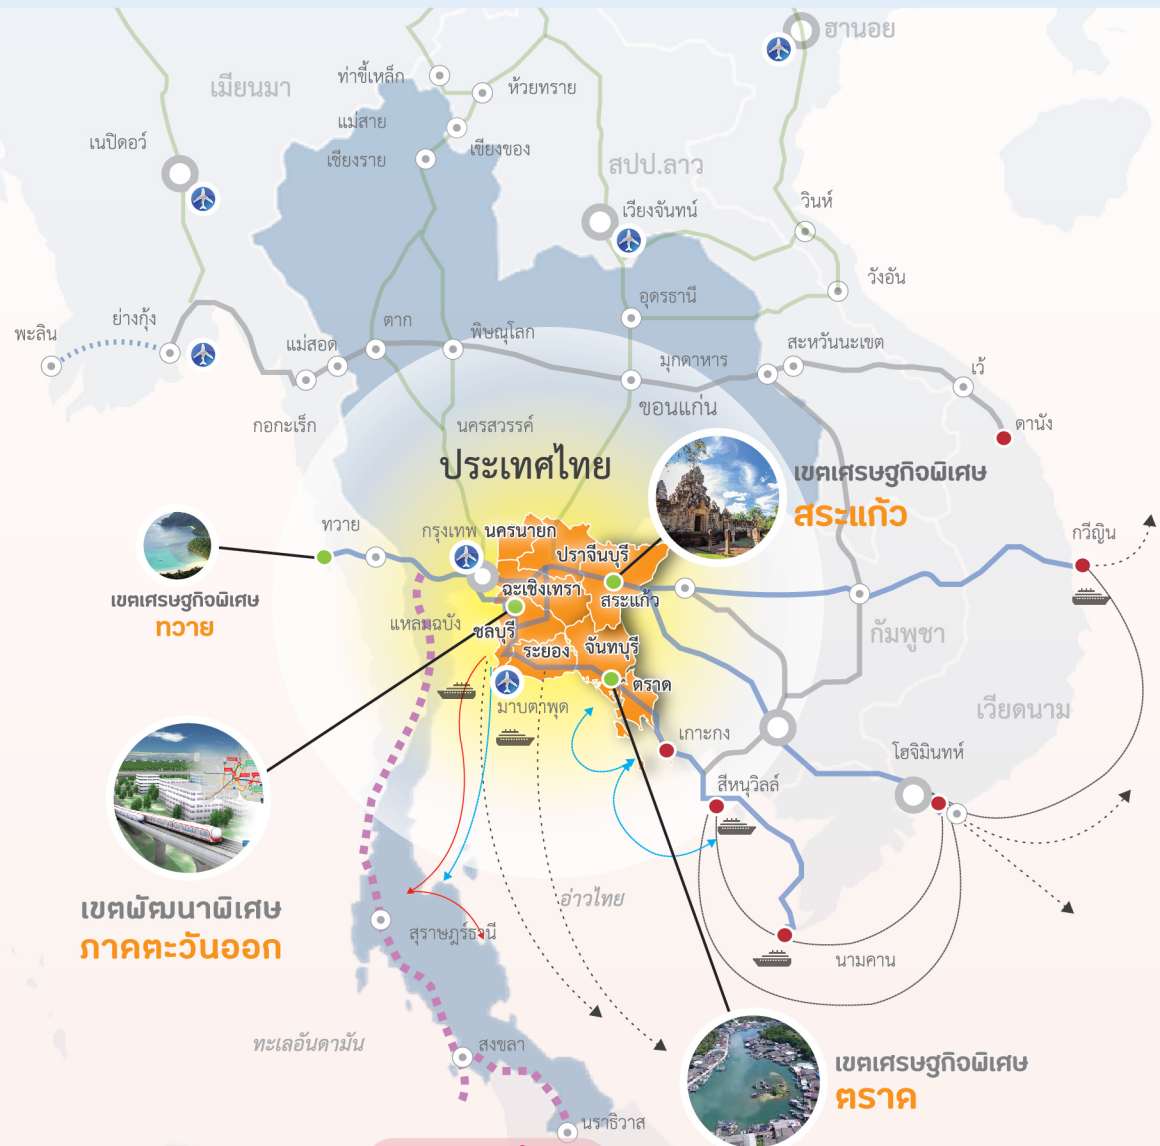 ฮานอย
ท่าขี้เหล็ก
ห้วยทราย
เมียนมา
แม่สาย
เนปิดอว์
เชียงราย
เชียงของ
สปป.ลาว
เวียงจันทน์
วินห์
วังอัน
อุดรธานี
พะลิน
ย่างกุ้ง
ตาก
พิษณุโลก
แม่สอด
มุกดาหาร
สะหวันนะเขต
เว้
กอกะเร็ก
นครสวรรค์
ขอนแก่น
ดานัง
ประเทศไทย
เขตเศรษฐกิจพิเศษ
สระแก้ว
ทวาย
กรุงเทพ
นครนายก
ปราจีนบุรี
กวีญิน
เขตเศรษฐกิจพิเศษ
ทวาย
ฉะเชิงเทรา
สระแก้ว
แหลมฉบัง
ชลบุรี
ระยอง
จันทบุรี
กัมพูชา
ตราด
มาบตาพุด
เวียดนาม
เกาะกง
โฮจิมินทห์
สีหนุวิลล์
เขตพัฒนาพิเศษ
ภาคตะวันออก
อ่าวไทย
สุราษฎร์ธานี
นามคาน
ทะเลอันดามัน
สงขลา
เขตเศรษฐกิจพิเศษ
ตราด
นราธิวาส